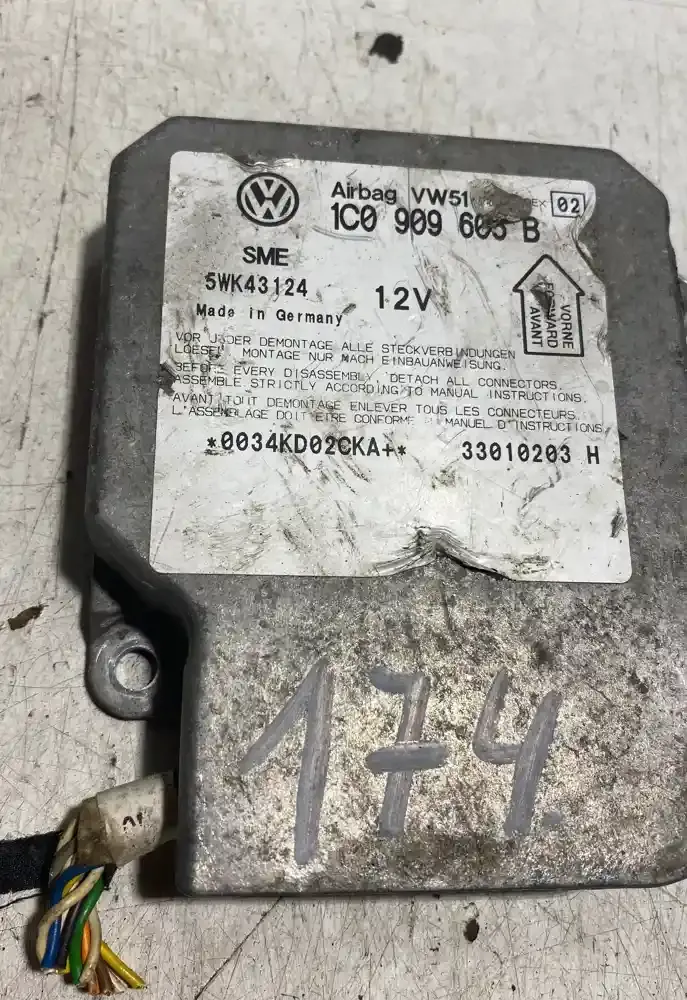 Airbag VW51 02
1C0 909 603 B
SME
5WK43124
12V
Made in Germany
VORNE
FORWARD
AVANT
VOR JEDER DEMONTAGE ALLE STECKVERBINDUNGEN
LOESEN MONTAGE NUR NACH EINBAUANWEISUNG.
BEFORE EVERY DISASSEMBLY, DETACH ALL CONNECTORS.
ASSEMBLE STRICTLY ACCORDING TO MANUAL INSTRUCTIONS.
AVANT TOUT DEMONTAGE ENLEVER TOUS LES CONNECTEURS.
L'ASSEMBLAGE DOIT ETRE CONFORME MANUEL D'INSTRUCTIONS.
*0034KD02CKA+* 33010203 H
174